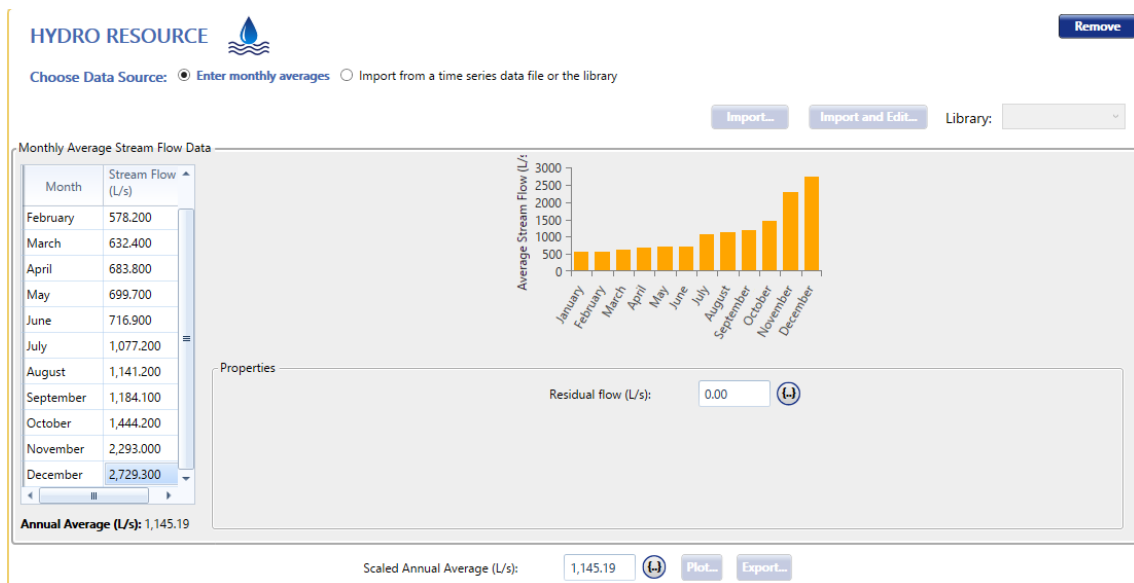 HYDRO RESOURCE
Remove
Choose Data Source: Enter monthly averages Import from a time series data file or the library
Import... Import and Edit... Library:
Monthly Average Stream Flow Data
Month Stream Flow (L/s)
February 578.200
March 632.400
April 683.800
May 699.700
June 716.900
July 1,077.200
August 1,141.200
September 1,184.100
October 1,444.200
November 2,293.000
December 2,729.300
Annual Average (L/s): 1,145.19
Average Stream Flow (L/s
3000
2500
2000
1500
1000
500
0
January February March April May June July August September October November December
Properties
Residual flow (L/s): 0.00 {..}
Scaled Annual Average (L/s): 1,145.19 {..} Plot... Export...